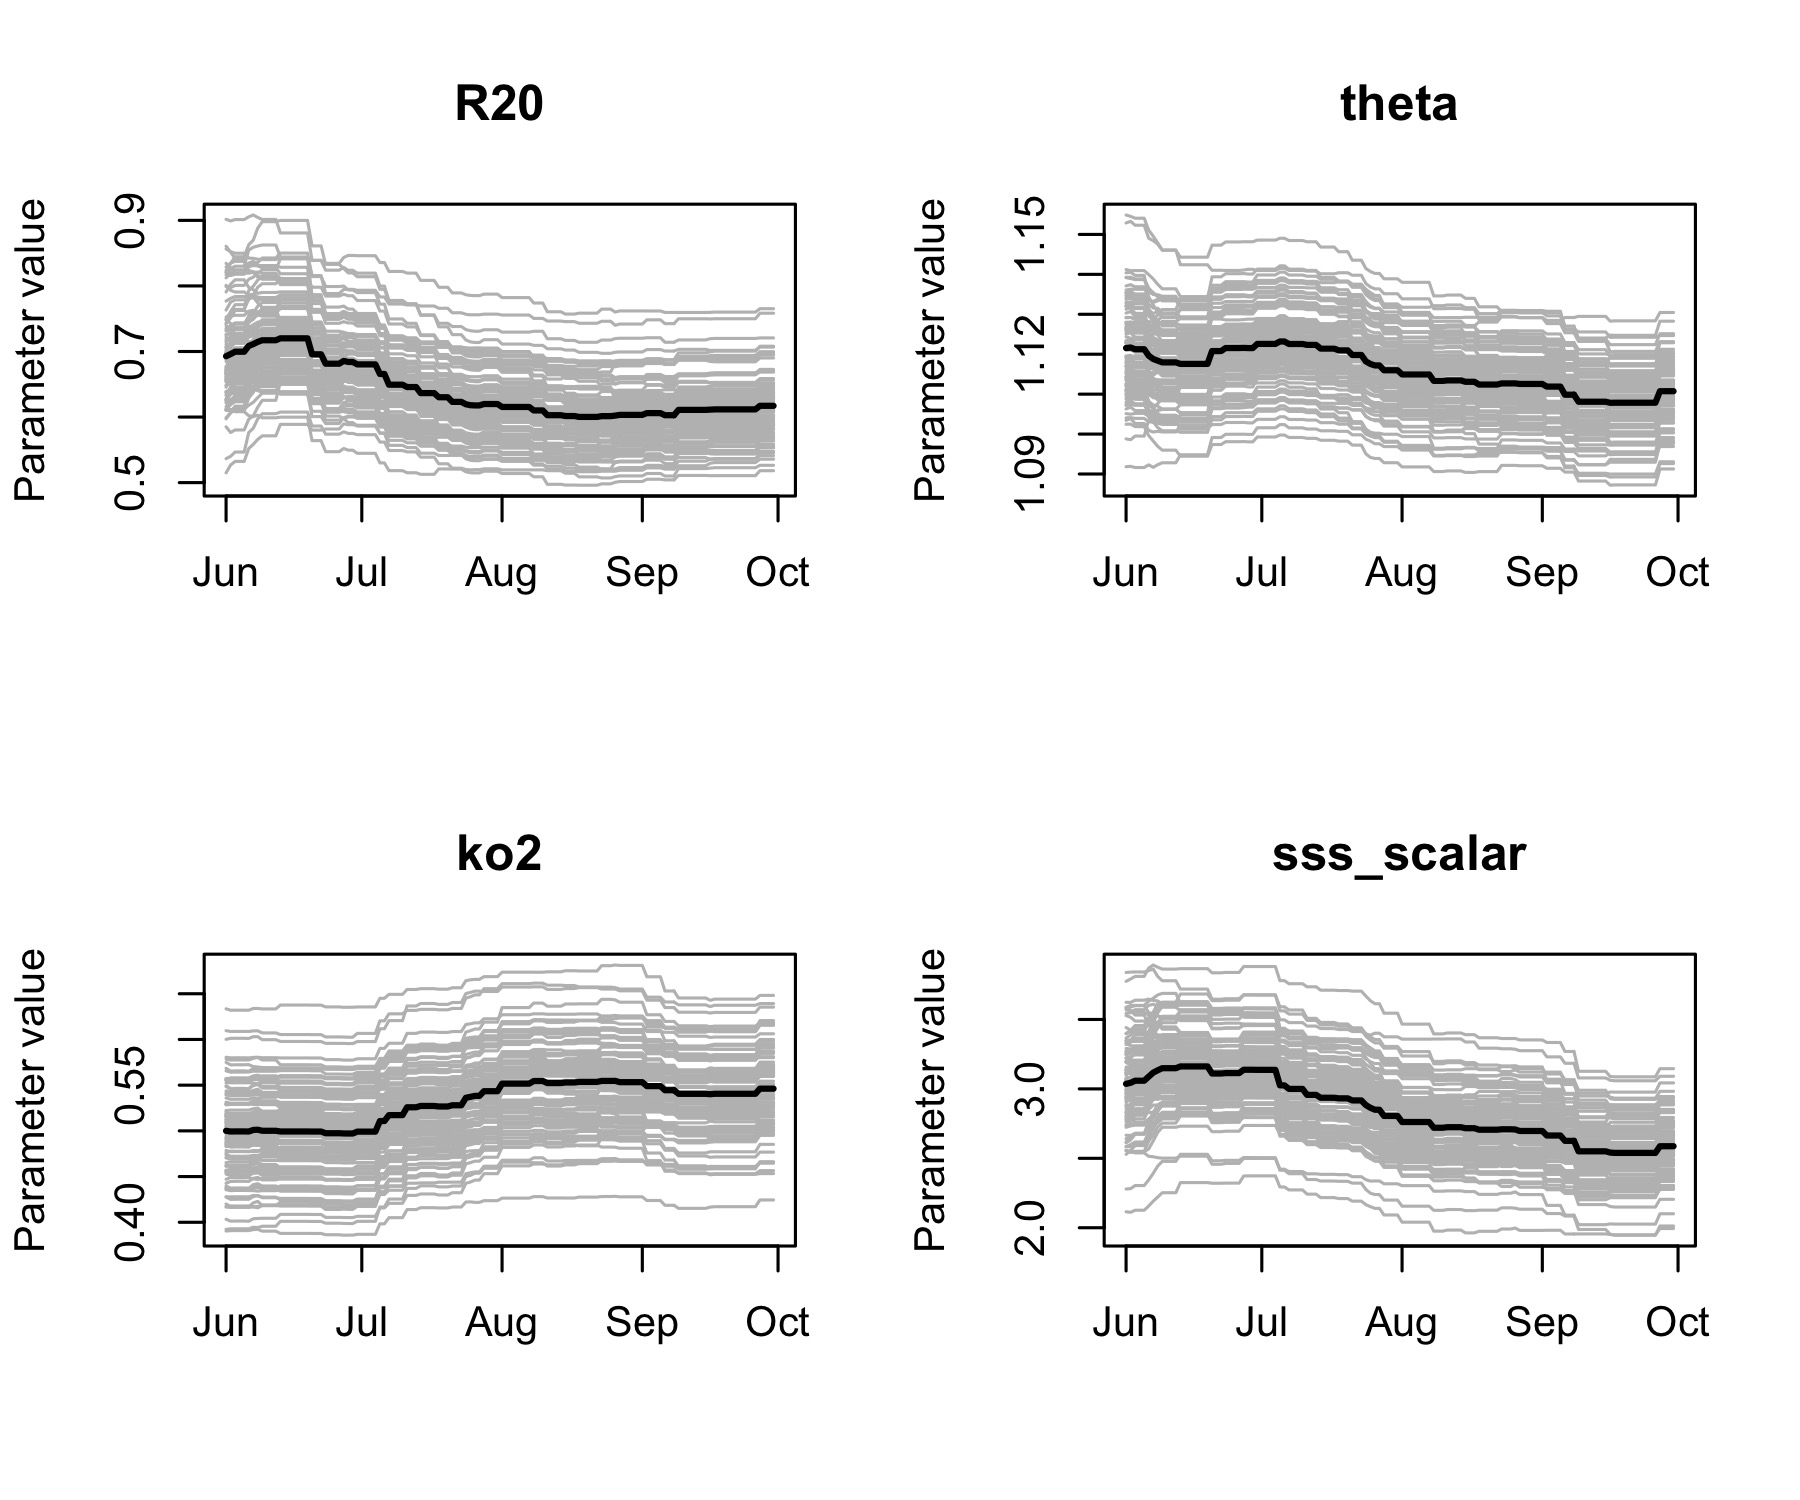 R20
Parameter value
0.9
0.7
0.5
Jun Jul Aug Sep Oct
theta
Parameter value
1.15
1.12
1.09
Jun Jul Aug Sep Oct
ko2
Parameter value
0.55
0.40
Jun Jul Aug Sep Oct
sss_scalar
Parameter value
3.0
2.0
Jun Jul Aug Sep Oct